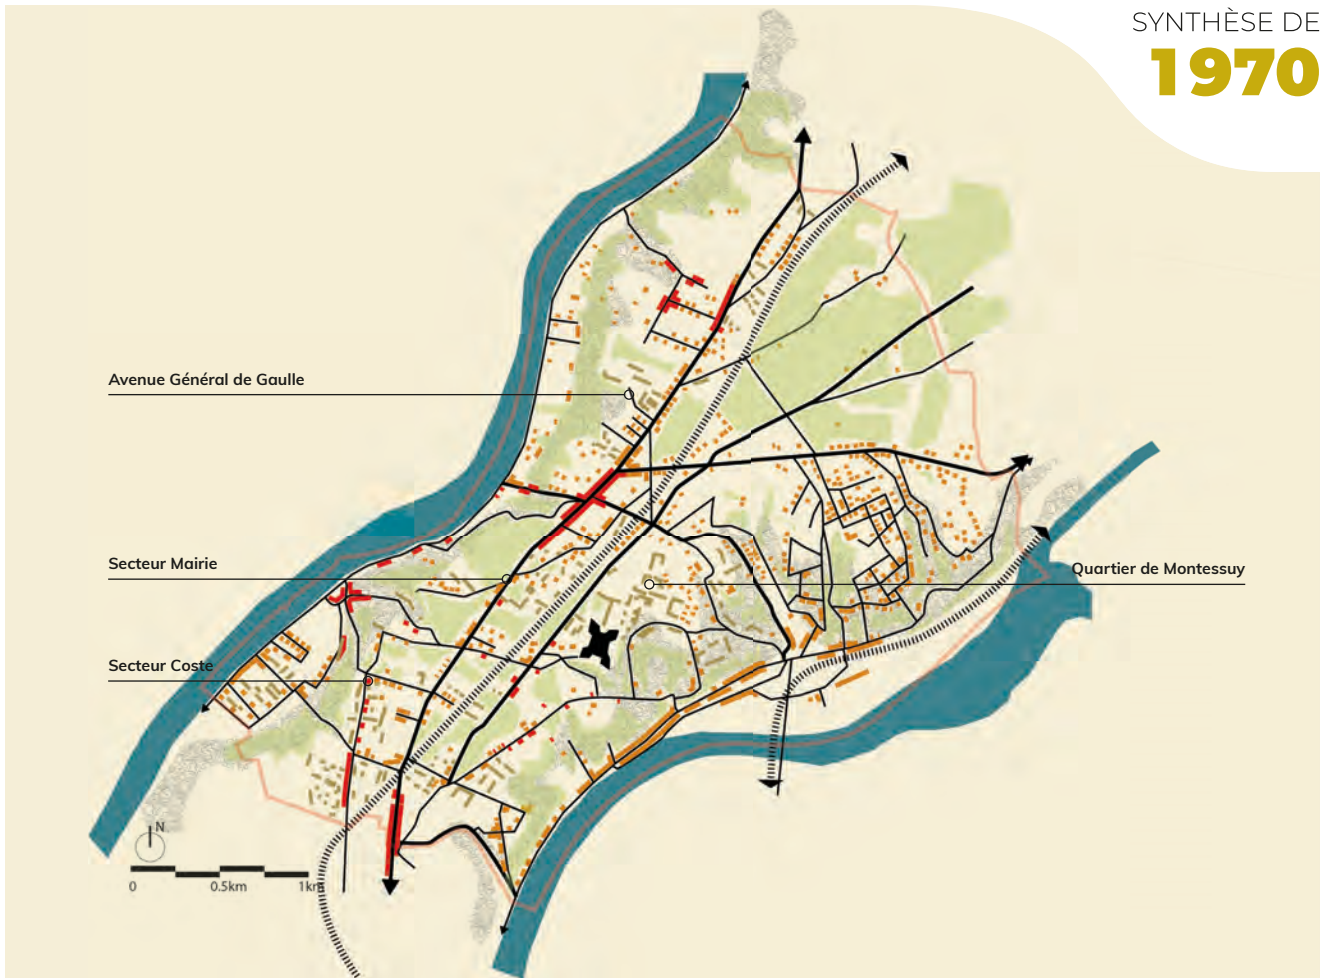 SYNTHÈSE DE
1970
Avenue Général de Gaulle
Secteur Mairie
Quartier de Montessuy
Secteur Coste
N
0 0.5km 1km